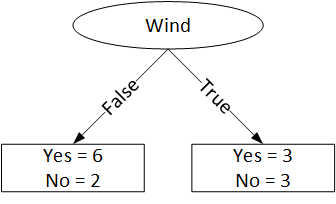 Wind
False
True
Yes = 6
No = 2
Yes = 3
No = 3